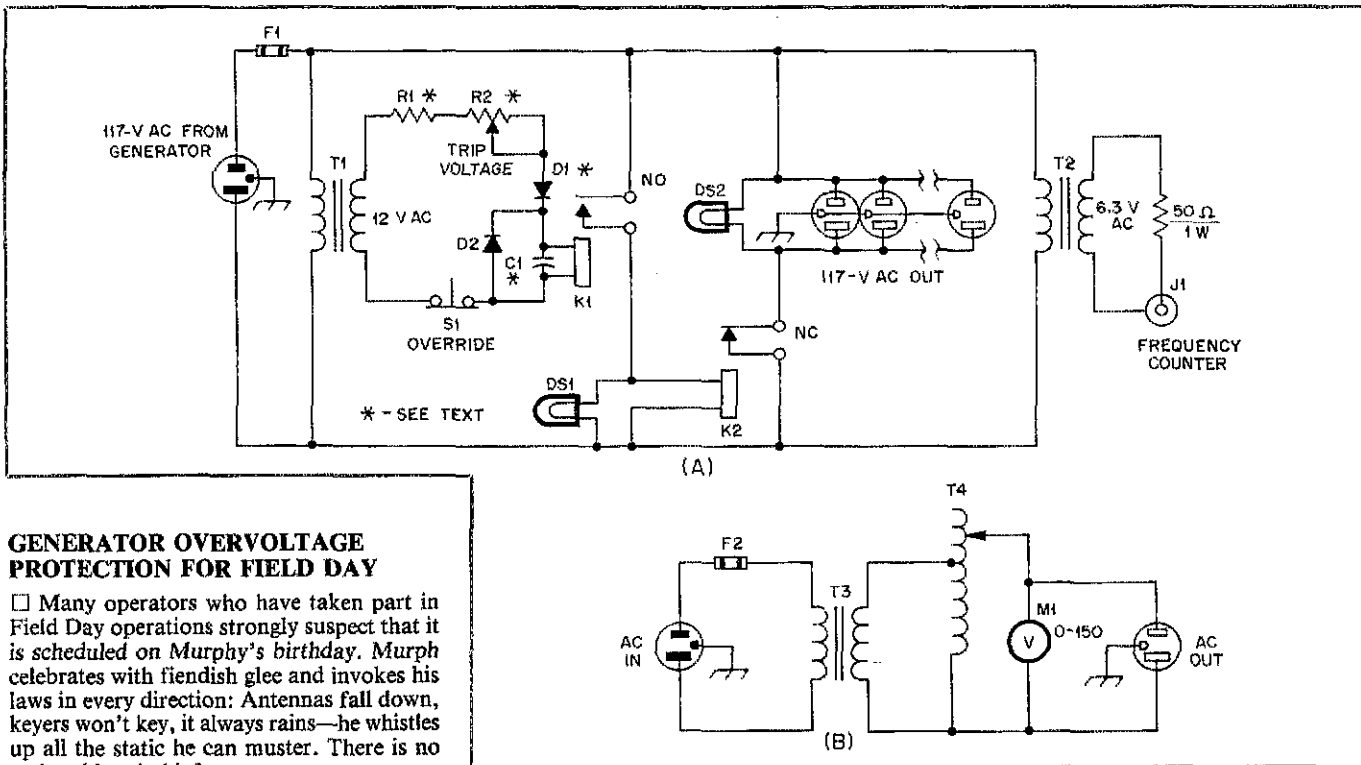 F1
117-V AC FROM
GENERATOR
T1
12 V AC
R1 *
R2 *
TRIP
VOLTAGE
D1 *
D2
C1
*
K1
S1
OVERRIDE
NO
DS1
* - SEE TEXT
K2
DS2
117-V AC OUT
NC
T2
6.3 V
AC
50 Ω
1 W
J1
FREQUENCY
COUNTER
(A)
GENERATOR OVERVOLTAGE
PROTECTION FOR FIELD DAY
□ Many operators who have taken part in
Field Day operations strongly suspect that it
is scheduled on Murphy's birthday. Murph
celebrates with fiendish glee and invokes his
laws in every direction: Antennas fall down,
keyers won't key, it always rains—he whistles
up all the static he can muster. There is no
AC
IN
F2
T3
T4
M1
V
0-150
AC
OUT
(B)